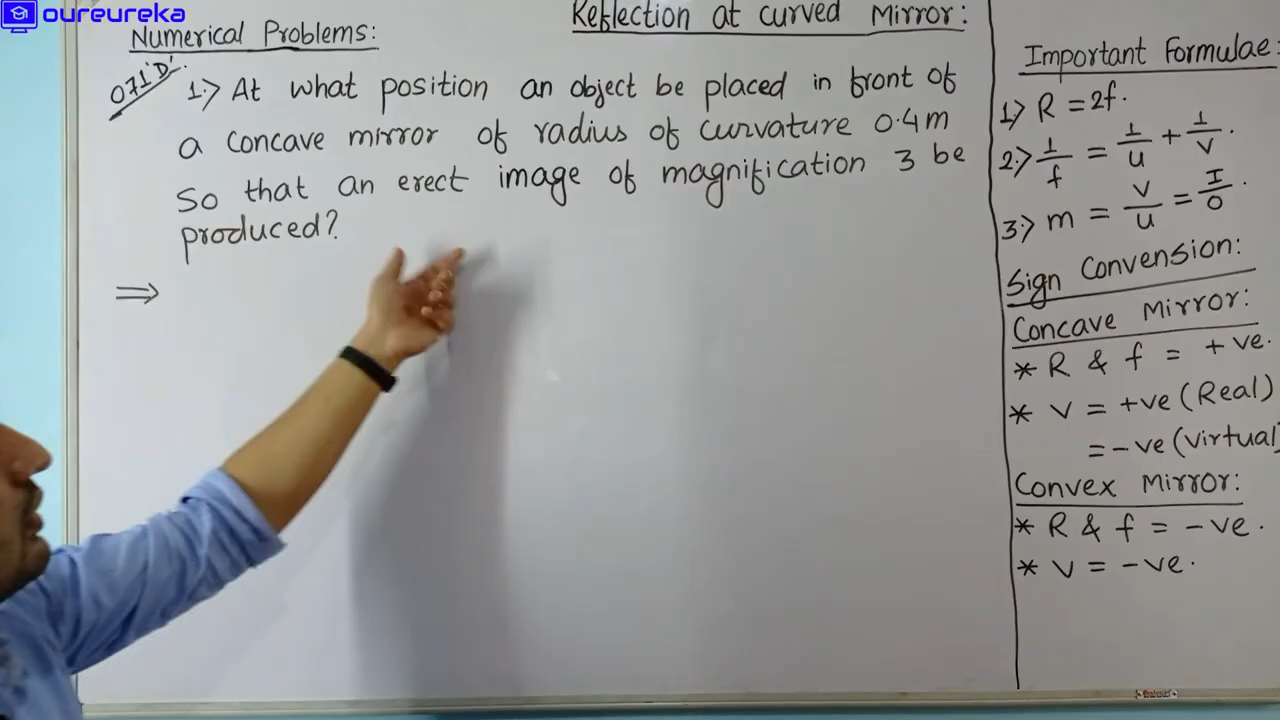 oureureka
Reflection at curved Mirror:
Numerical Problems:
071'D'.
1.> At what position an object be placed in front of
a concave mirror of radius of curvature 0.4m
So that an erect image of magnification 3 be
produced?
⇒
Important Formulae:
1> R = 2f.
2.> 1/f = 1/u + 1/v.
3.> m = v/u = I/O.
Sign Convension:
Concave Mirror:
* R & f = +ve.
* v = +ve (Real)
= -ve (Virtual)
Convex Mirror:
* R & f = -ve.
* v = -ve.